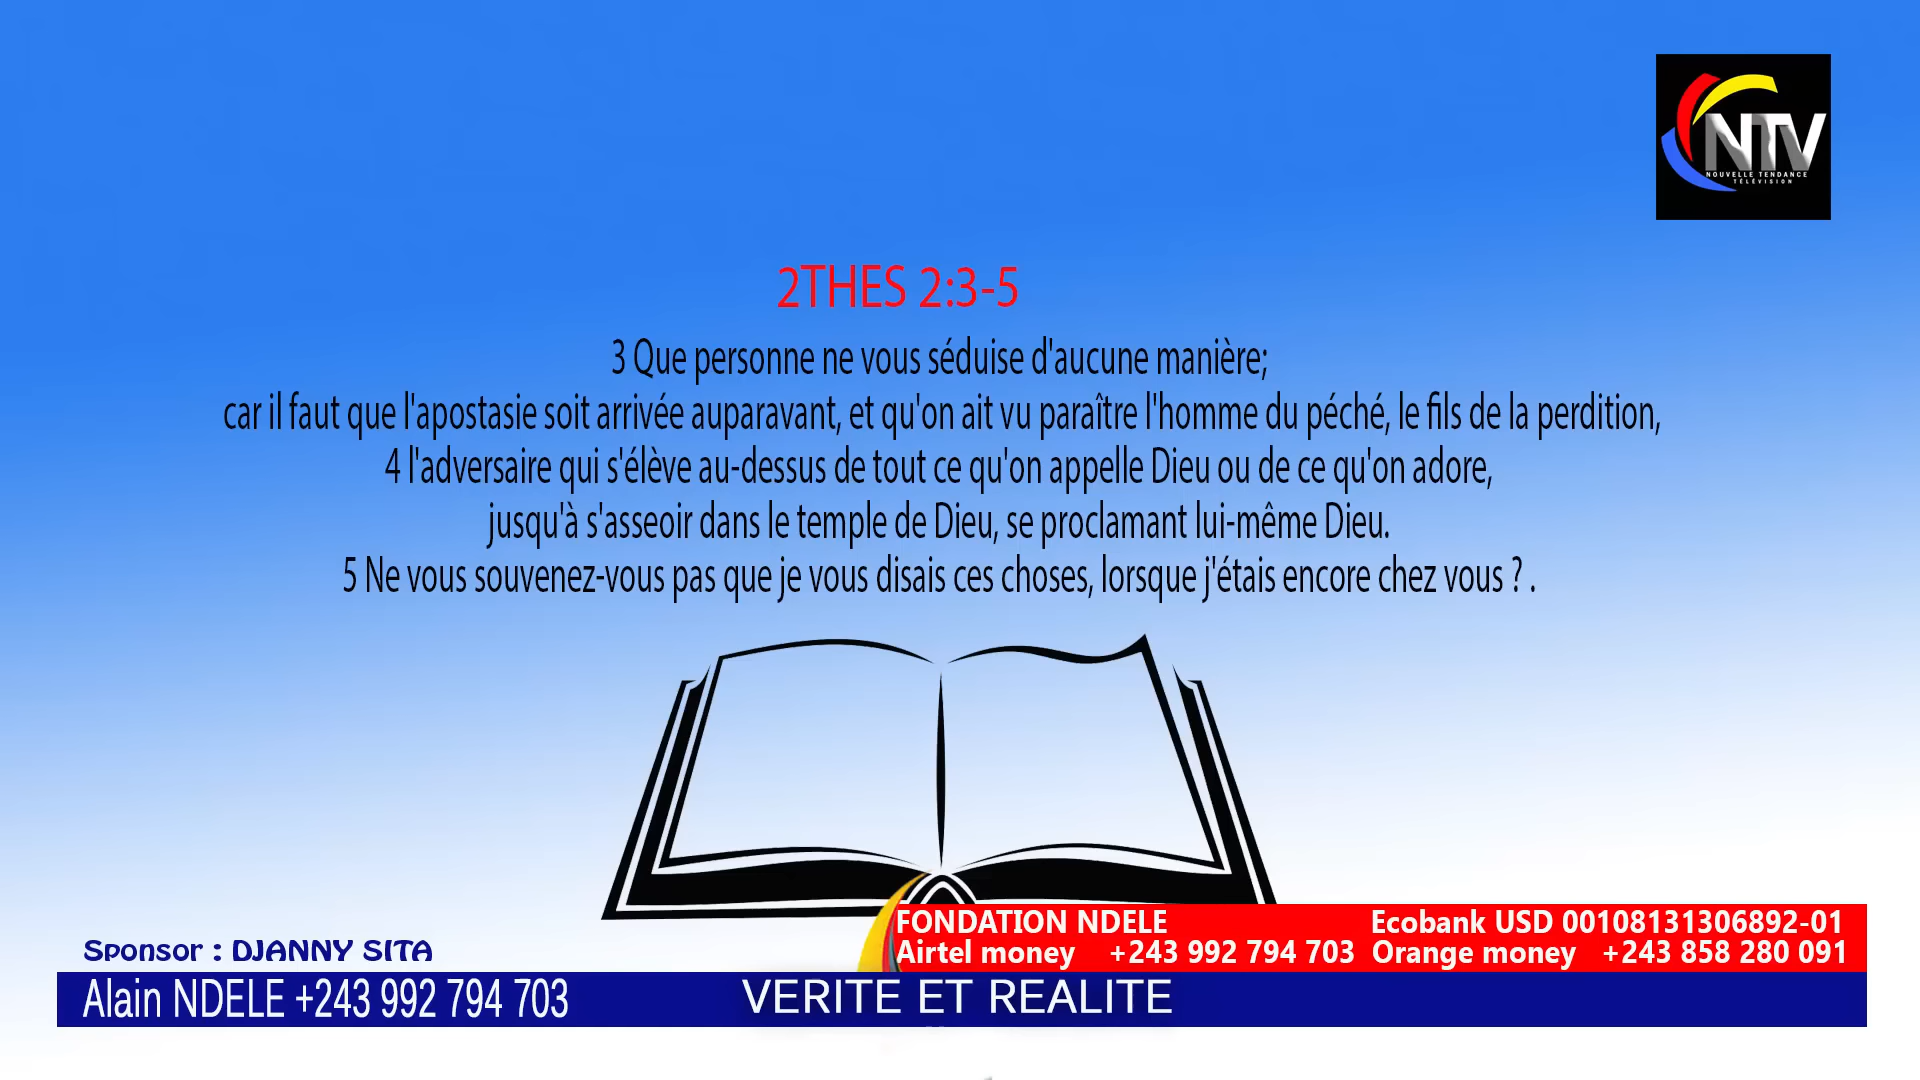 NTV
NOUVELLE TENDANCE
TÉLÉVISION
2THES 2:3-5
3 Que personne ne vous séduise d'aucune manière;
car il faut que l'apostasie soit arrivée auparavant, et qu'on ait vu paraître l'homme du péché, le fils de la perdition,
4 l'adversaire qui s'élève au-dessus de tout ce qu'on appelle Dieu ou de ce qu'on adore,
jusqu'à s'asseoir dans le temple de Dieu, se proclamant lui-même Dieu.
5 Ne vous souvenez-vous pas que je vous disais ces choses, lorsque j'étais encore chez vous ? .
FONDATION NDELE Ecobank USD 00108131306892-01
Airtel money +243 992 794 703 Orange money +243 858 280 091
Sponsor : DJANNY SITA
Alain NDELE +243 992 794 703
VERITE ET REALITE